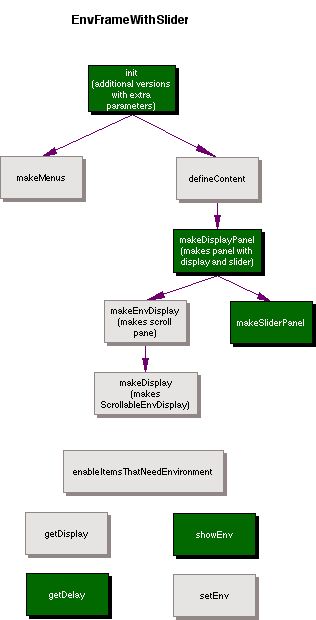 EnvFrameWithSlider
init
(additional versions
with extra
parameters)
makeMenus
defineContent
makeDisplayPanel
(makes panel with
display and slider)
makeEnvDisplay
(makes scroll
pane)
makeSliderPanel
makeDisplay
(makes
ScrollableEnvDisplay)
enableItemsThatNeedEnvironment
getDisplay
showEnv
getDelay
setEnv